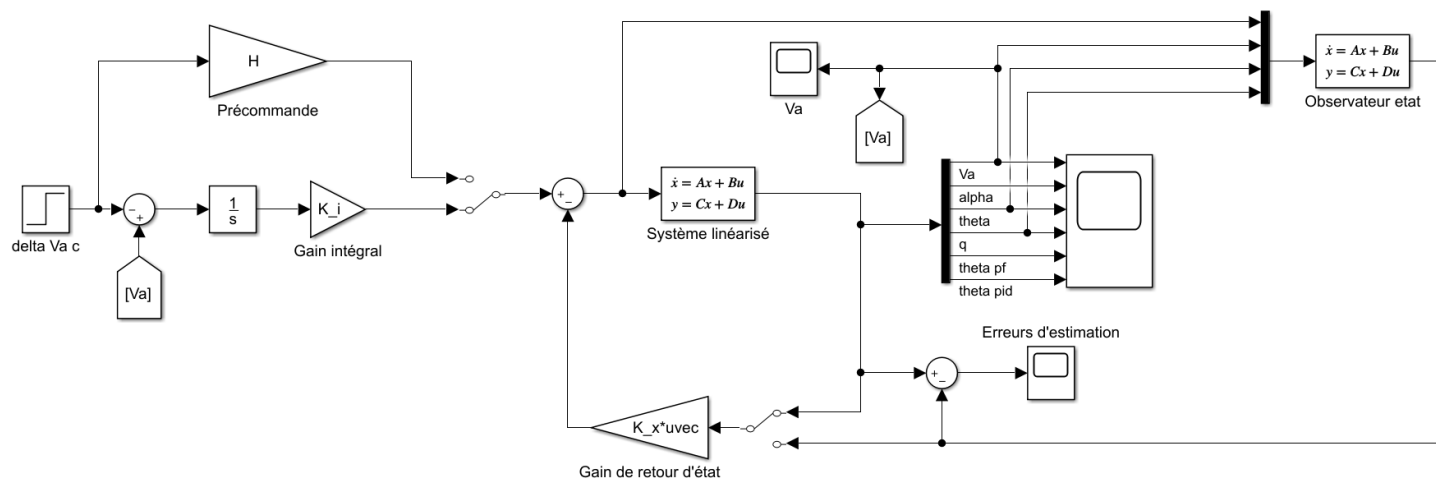 H
Précommande
delta Va c
−
+
[Va]
1
s
K_i
Gain intégral
+
−
ẋ = Ax + Bu
y = Cx + Du
Système linéarisé
Va
[Va]
Va
alpha
theta
q
theta pf
theta pid
ẋ = Ax + Bu
y = Cx + Du
Observateur etat
Erreurs d'estimation
+
−
K_x*uvec
Gain de retour d'état